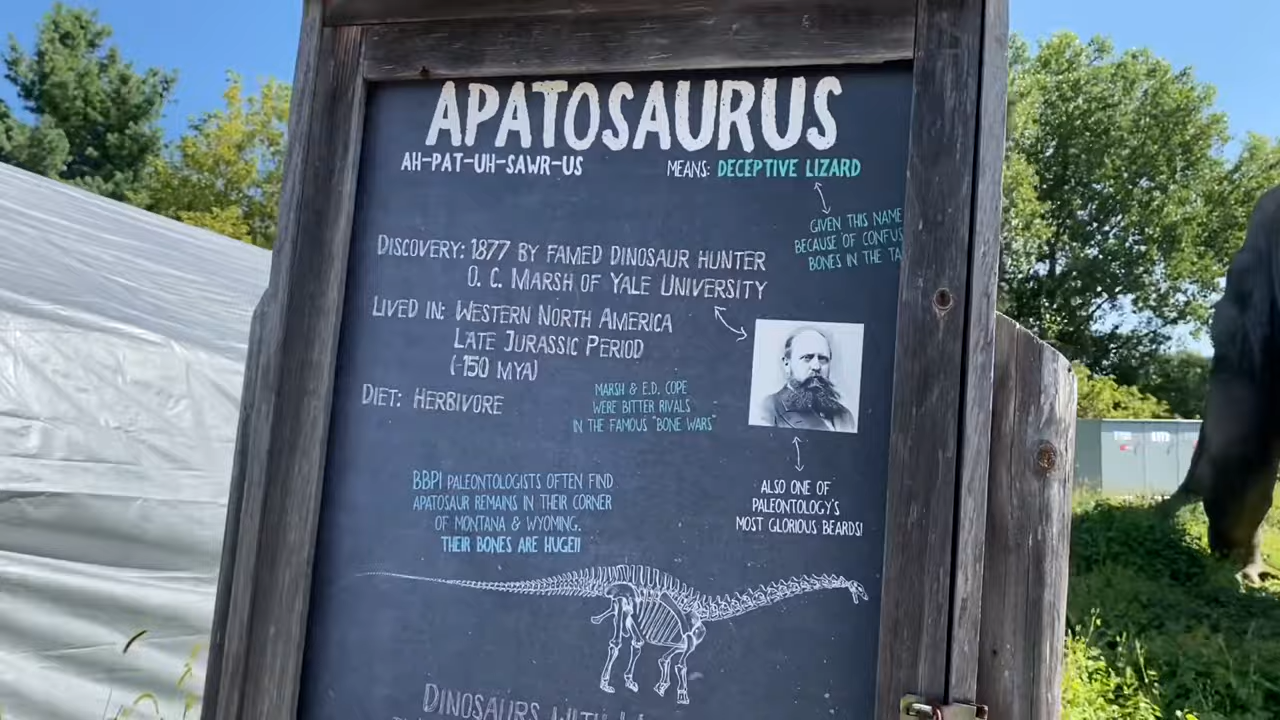 APATOSAURUS
AH-PAT-UH-SAWR-US
MEANS: DECEPTIVE LIZARD
GIVEN THIS NAME
BECAUSE OF
BONES IN THE
DISCOVERY: 1877 BY FAMED DINOSAUR HUNTER
O. C. MARSH OF YALE UNIVERSITY
LIVED IN: WESTERN NORTH AMERICA
LATE JURASSIC PERIOD
(~150 MYA)
DIET: HERBIVORE
MARSH & E.D. COPE
WERE BITTER RIVALS
IN THE FAMOUS "BONE WARS"
ALSO ONE OF
PALEONTOLOGY'S
MOST GLORIOUS BEARDS!
BBPI PALEONTOLOGISTS OFTEN FIND
APATOSAUR REMAINS IN THEIR CORNER
OF MONTANA & WYOMING.
THEIR BONES ARE HUGE!!
DINOSAURS WITH